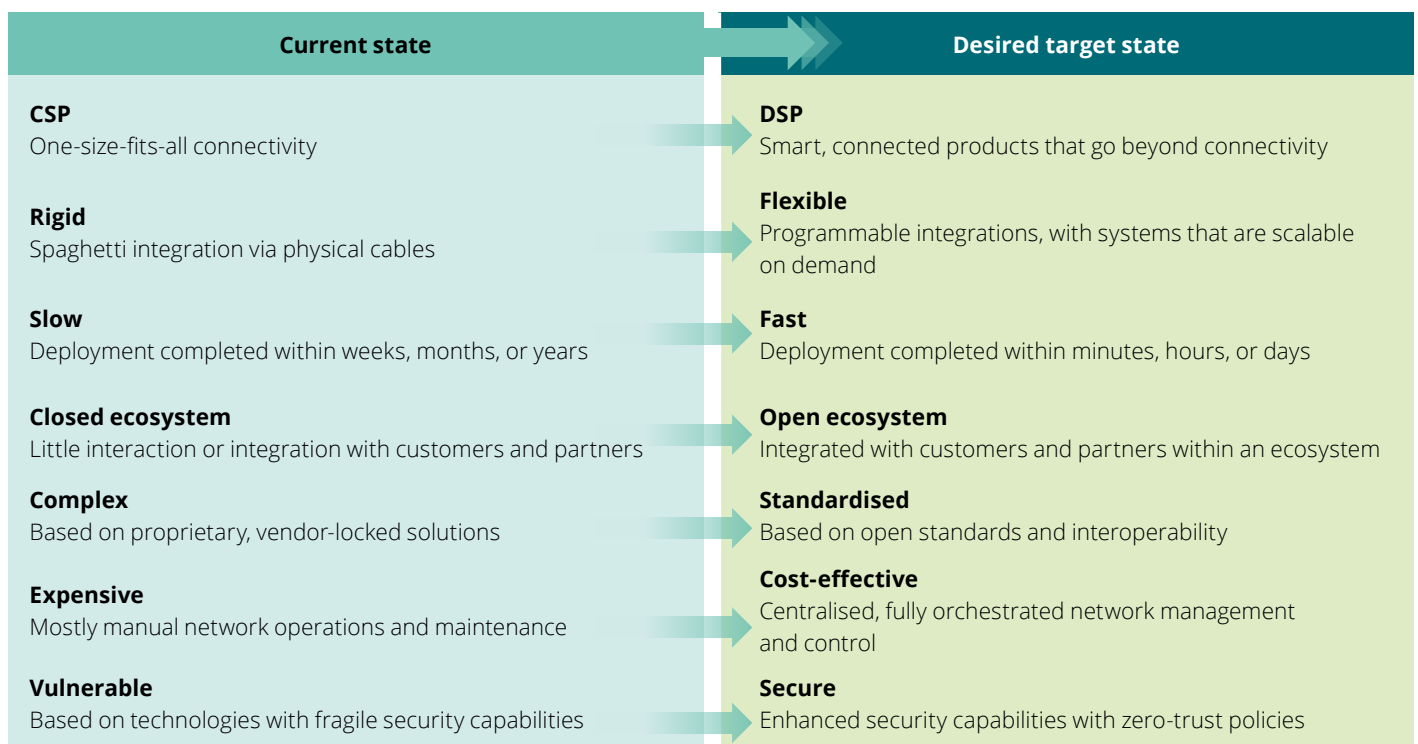 Current state
Desired target state
CSP
One-size-fits-all connectivity
DSP
Smart, connected products that go beyond connectivity
Rigid
Spaghetti integration via physical cables
Flexible
Programmable integrations, with systems that are scalable
on demand
Slow
Deployment completed within weeks, months, or years
Fast
Deployment completed within minutes, hours, or days
Closed ecosystem
Little interaction or integration with customers and partners
Open ecosystem
Integrated with customers and partners within an ecosystem
Complex
Based on proprietary, vendor-locked solutions
Standardised
Based on open standards and interoperability
Expensive
Mostly manual network operations and maintenance
Cost-effective
Centralised, fully orchestrated network management
and control
Vulnerable
Based on technologies with fragile security capabilities
Secure
Enhanced security capabilities with zero-trust policies